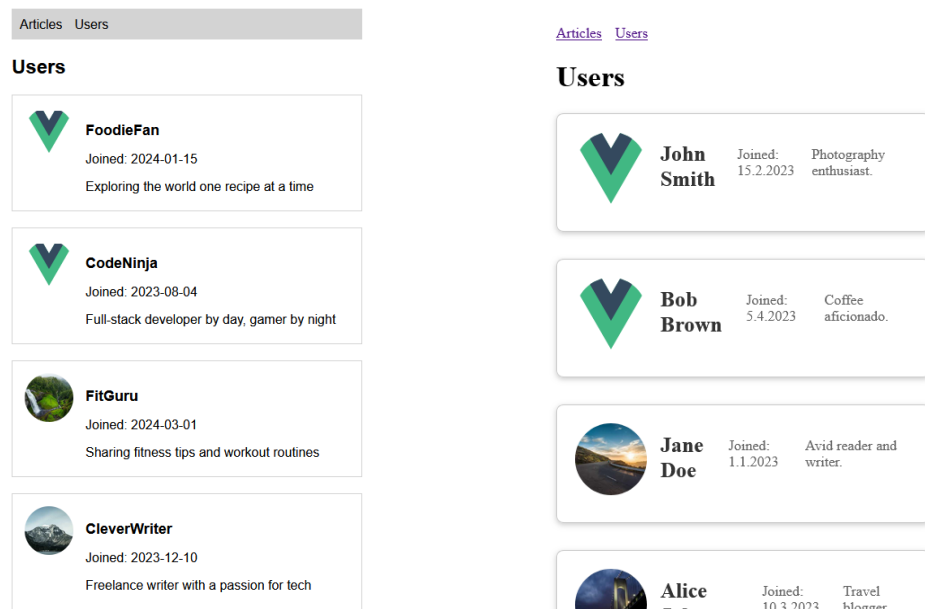 Articles Users
Users
FoodieFan
Joined: 2024-01-15
Exploring the world one recipe at a time
CodeNinja
Joined: 2023-08-04
Full-stack developer by day, gamer by night
FitGuru
Joined: 2024-03-01
Sharing fitness tips and workout routines
CleverWriter
Joined: 2023-12-10
Freelance writer with a passion for tech
Articles Users
Users
John
Smith
Joined:
15.2.2023
Photography
enthusiast.
Bob
Brown
Joined:
5.4.2023
Coffee
aficionado.
Jane
Doe
Joined:
1.1.2023
Avid reader and
writer.
Alice
Joined:
10.3.2023
Travel
blogger